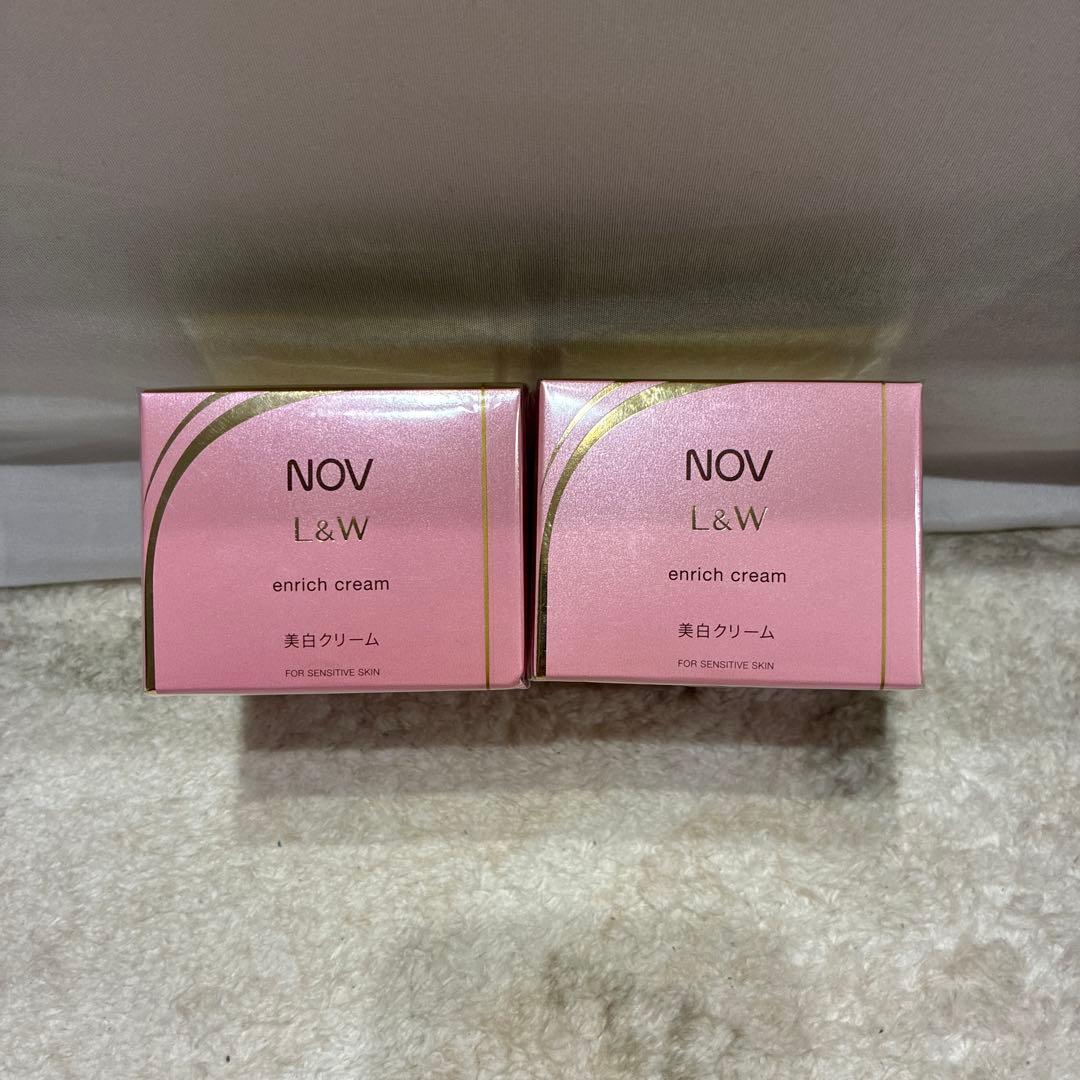 NOV
L&W
enrich cream
美白クリーム
FOR SENSITIVE SKIN
NOV
L&W
enrich cream
美白クリーム
FOR SENSITIVE SKIN